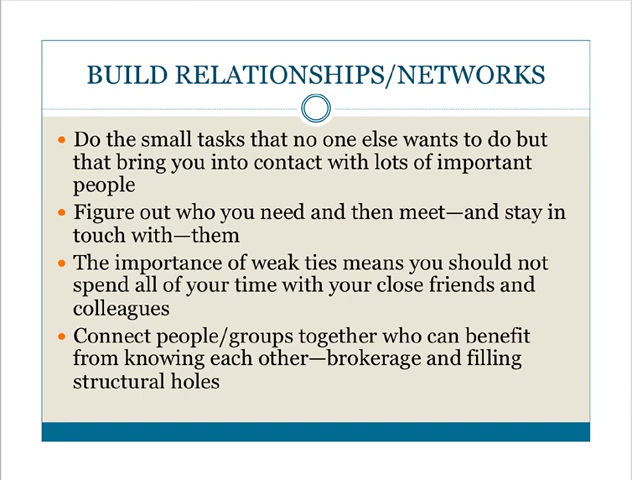 BUILD RELATIONSHIPS/NETWORKS
• Do the small tasks that no one else wants to do but
that bring you into contact with lots of important
people
• Figure out who you need and then meet—and stay in
touch with—them
• The importance of weak ties means you should not
spend all of your time with your close friends and
colleagues
• Connect people/groups together who can benefit
from knowing each other—brokerage and filling
structural holes